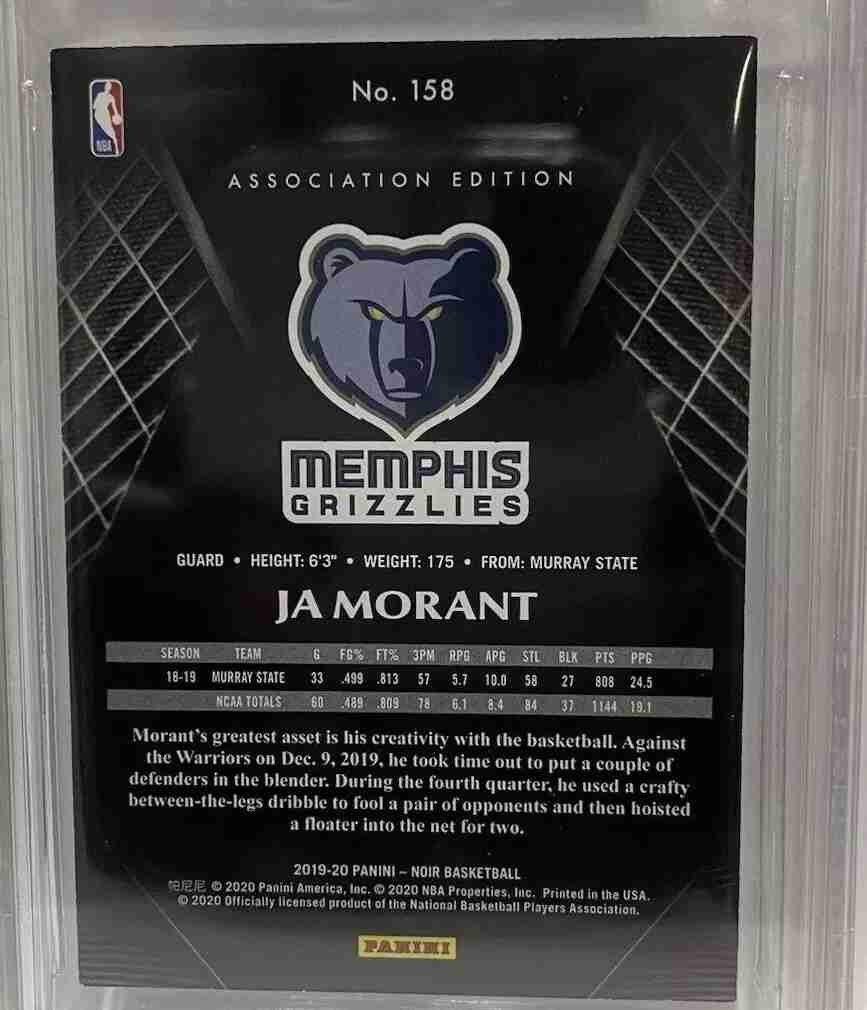 No. 158
NBA
ASSOCIATION EDITION
MEMPHIS
GRIZZLIES
GUARD • HEIGHT: 6'3" • WEIGHT: 175 • FROM: MURRAY STATE
JA MORANT
SEASON TEAM G FG% FT% 3PM RPG APG STL BLK PTS PPG
18-19 MURRAY STATE 33 .499 .813 57 5.7 10.0 58 27 808 24.5
NCAA TOTALS 60 .489 .809 78 6.1 8.4 84 37 1144 19.1
Morant's greatest asset is his creativity with the basketball. Against
the Warriors on Dec. 9, 2019, he took time out to put a couple of
defenders in the blender. During the fourth quarter, he used a crafty
between-the-legs dribble to fool a pair of opponents and then hoisted
a floater into the net for two.
2019-20 PANINI – NOIR BASKETBALL
帕尼尼 © 2020 Panini America, Inc. © 2020 NBA Properties, Inc. Printed in the USA.
© 2020 Officially licensed product of the National Basketball Players Association.
PANINI